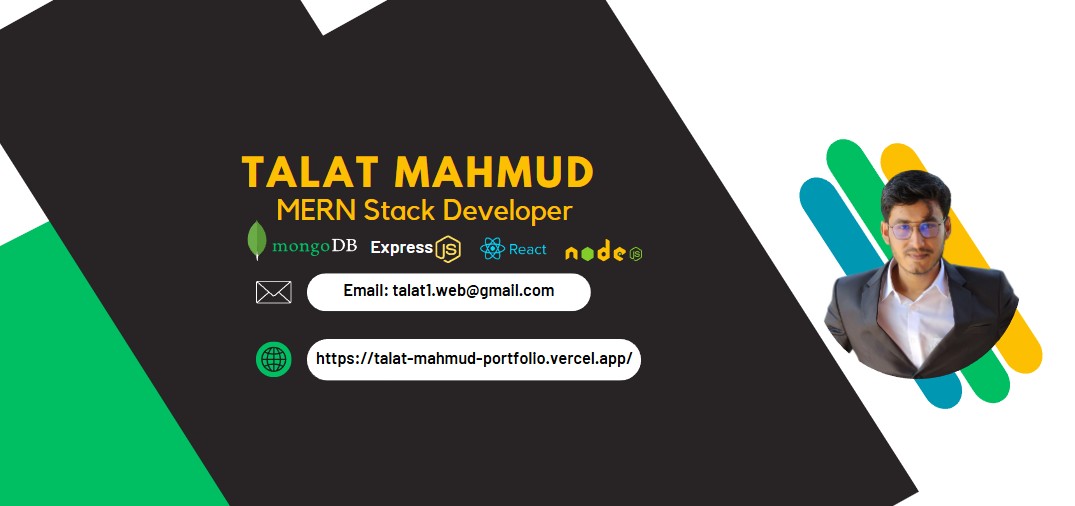 TALAT MAHMUD
MERN Stack Developer
mongoDB Express JS React node JS
Email: talat1.web@gmail.com
https://talat-mahmud-portfolio.vercel.app/